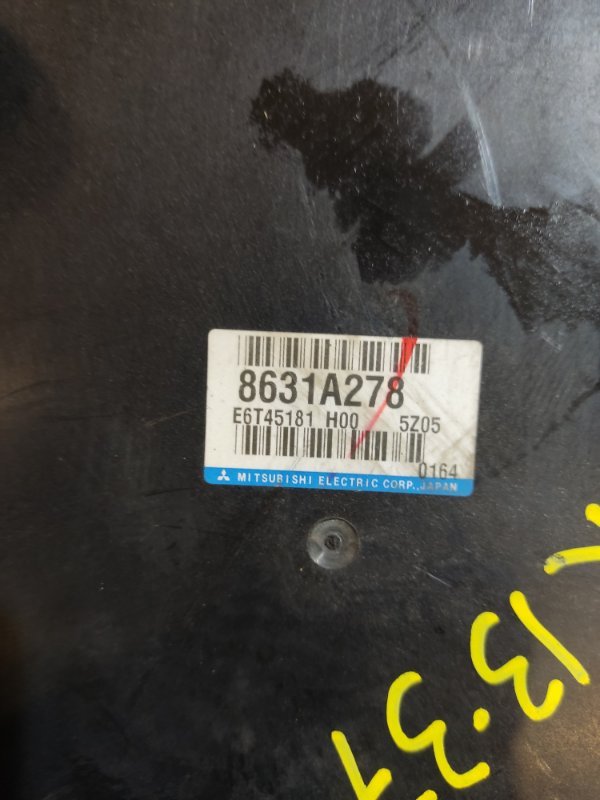 8631A278
E6T45181 H00 5Z05
0164
MITSUBISHI ELECTRIC CORP., JAPAN